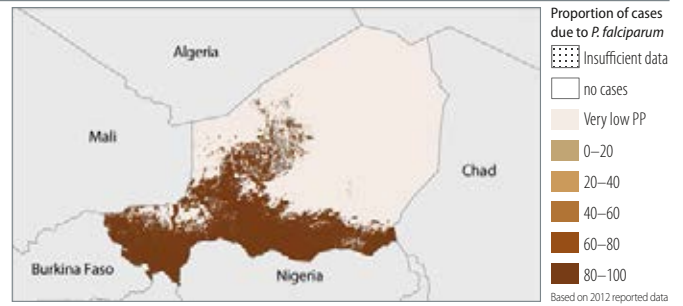 Proportion of cases
due to P. falciparum
Insufficient data
no cases
Very low PP
0–20
20–40
40–60
60–80
80–100
Based on 2012 reported data
Algeria
Mali
Chad
Burkina Faso
Nigeria